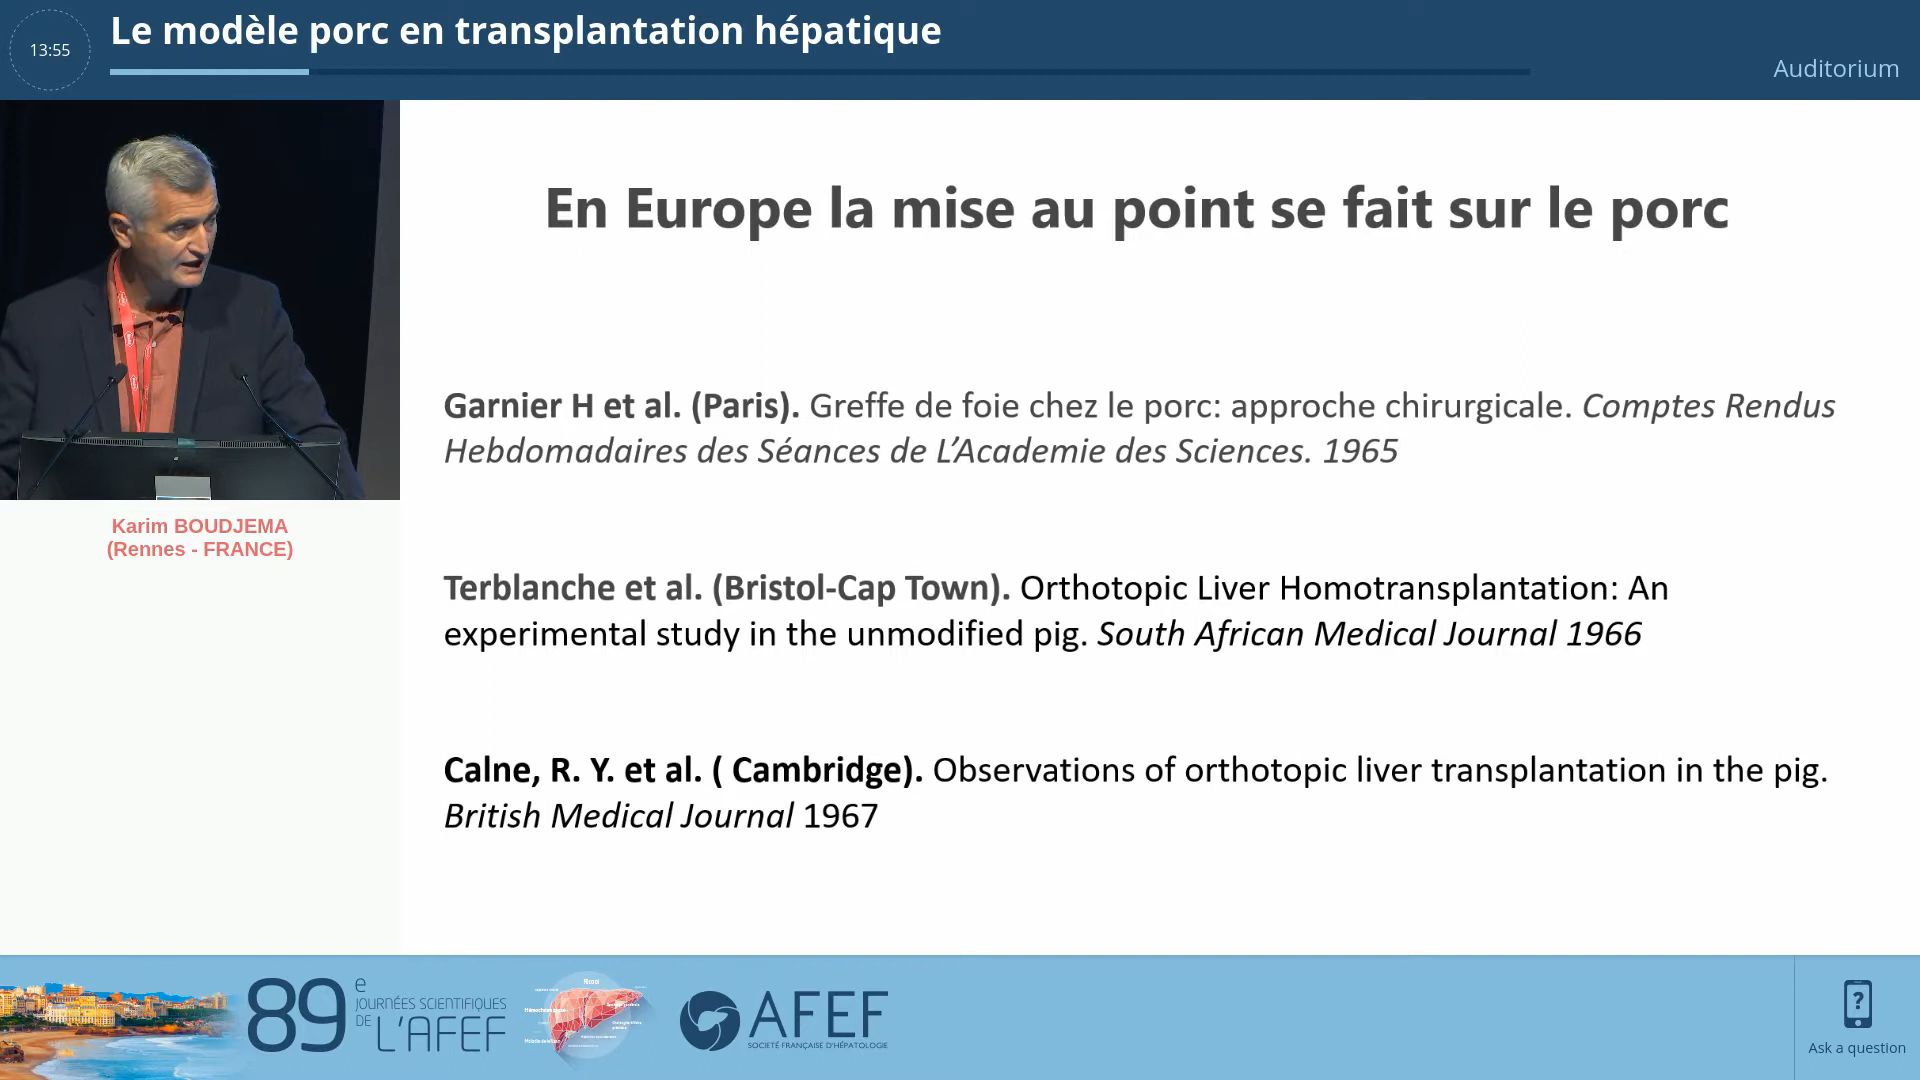 13:55
Le modèle porc en transplantation hépatique
Auditorium
En Europe la mise au point se fait sur le porc
Garnier H et al. (Paris). Greffe de foie chez le porc: approche chirurgicale. Comptes Rendus
Hebdomadaires des Séances de L’Academie des Sciences. 1965
Karim BOUDJEMA
(Rennes - FRANCE)
Terblanche et al. (Bristol-Cap Town). Orthotopic Liver Homotransplantation: An
experimental study in the unmodified pig. South African Medical Journal 1966
Calne, R. Y. et al. ( Cambridge). Observations of orthotopic liver transplantation in the pig.
British Medical Journal 1967
89e
JOURNÉES SCIENTIFIQUES
DE L'AFEF
AFEF
SOCIÉTÉ FRANÇAISE D'HÉPATOLOGIE
?
Ask a question